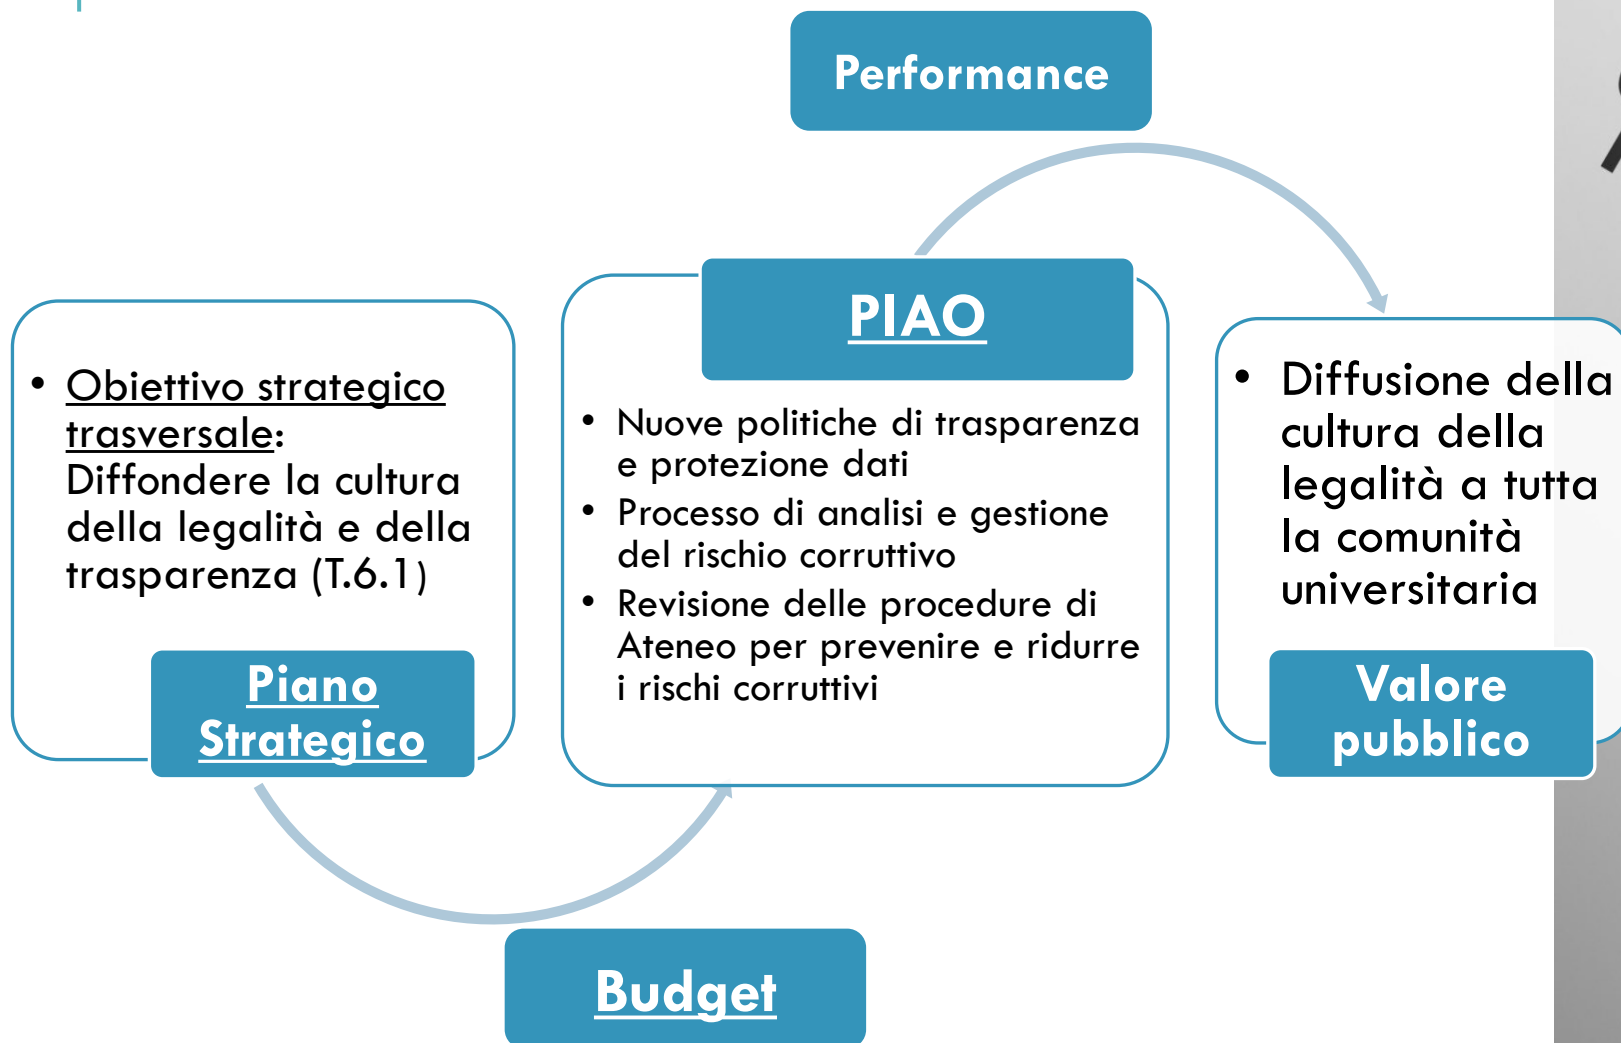 Performance
• Obiettivo strategico
trasversale:
Diffondere la cultura
della legalità e della
trasparenza (T.6.1)
Piano
Strategico
PIAO
• Nuove politiche di trasparenza
e protezione dati
• Processo di analisi e gestione
del rischio corruttivo
• Revisione delle procedure di
Ateneo per prevenire e ridurre
i rischi corruttivi
• Diffusione della
cultura della
legalità a tutta
la comunità
universitaria
Valore
pubblico
Budget